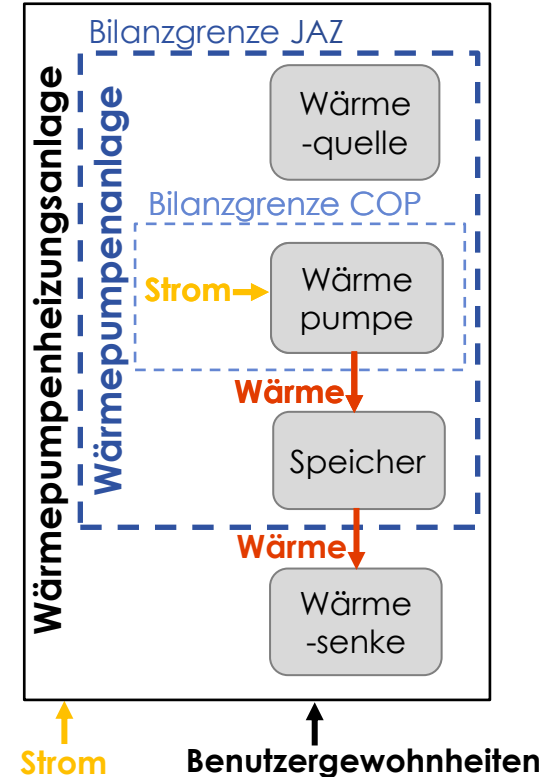 Bilanzgrenze JAZ
Wärmepumpenheizungsanlage
Wärmepumpenanlage
Wärme
-quelle
Bilanzgrenze COP
Strom
Wärme
pumpe
Wärme
Speicher
Wärme
Wärme
-senke
Strom
Benutzergewohnheiten